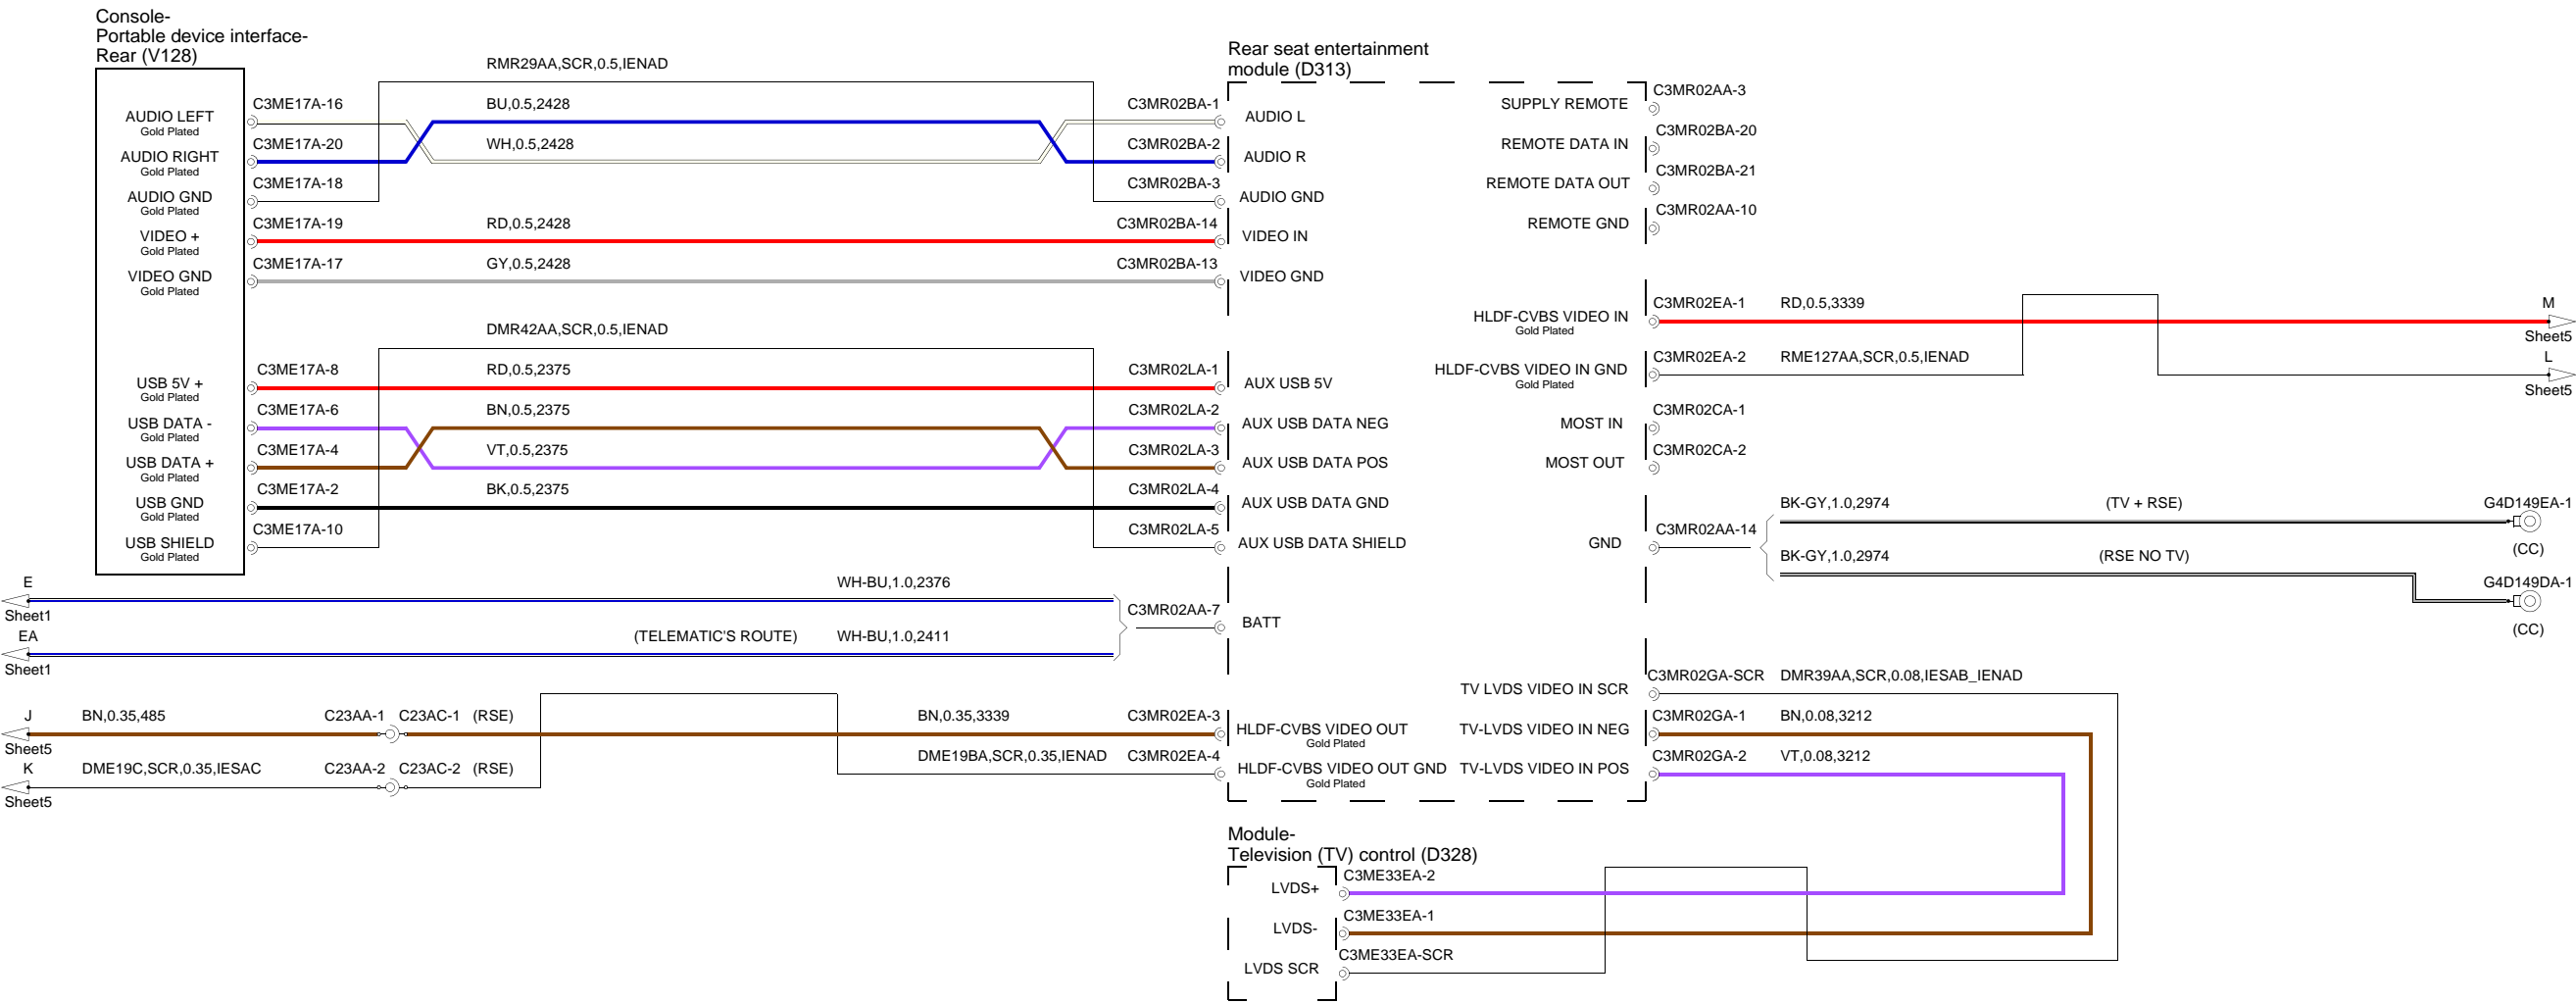 Console-
Portable device interface-
Rear (V128)
RMR29AA,SCR,0.5,IENAD
AUDIO LEFT
Gold Plated
C3ME17A-16
BU,0.5,2428
C3MR02BA-1
AUDIO RIGHT
Gold Plated
C3ME17A-20
WH,0.5,2428
C3MR02BA-2
AUDIO GND
Gold Plated
C3ME17A-18
C3MR02BA-3
VIDEO +
Gold Plated
C3ME17A-19
RD,0.5,2428
C3MR02BA-14
VIDEO GND
Gold Plated
C3ME17A-17
GY,0.5,2428
C3MR02BA-13
DMR42AA,SCR,0.5,IENAD
USB 5V +
Gold Plated
C3ME17A-8
RD,0.5,2375
C3MR02LA-1
USB DATA -
Gold Plated
C3ME17A-6
BN,0.5,2375
C3MR02LA-2
USB DATA +
Gold Plated
C3ME17A-4
VT,0.5,2375
C3MR02LA-3
USB GND
Gold Plated
C3ME17A-2
BK,0.5,2375
C3MR02LA-4
USB SHIELD
Gold Plated
C3ME17A-10
C3MR02LA-5
E
Sheet1
WH-BU,1.0,2376
EA
Sheet1
(TELEMATIC'S ROUTE)
WH-BU,1.0,2411
C3MR02AA-7
J
Sheet5
BN,0.35,485
C23AA-1
C23AC-1
(RSE)
BN,0.35,3339
C3MR02EA-3
K
Sheet5
DME19C,SCR,0.35,IESAC
C23AA-2
C23AC-2
(RSE)
DME19BA,SCR,0.35,IENAD
C3MR02EA-4
Rear seat entertainment
module (D313)
AUDIO L
AUDIO R
AUDIO GND
VIDEO IN
VIDEO GND
AUX USB 5V
AUX USB DATA NEG
AUX USB DATA POS
AUX USB DATA GND
AUX USB DATA SHIELD
BATT
HLDF-CVBS VIDEO OUT
Gold Plated
HLDF-CVBS VIDEO OUT GND
Gold Plated
SUPPLY REMOTE
C3MR02AA-3
REMOTE DATA IN
C3MR02BA-20
REMOTE DATA OUT
C3MR02BA-21
REMOTE GND
C3MR02AA-10
HLDF-CVBS VIDEO IN
Gold Plated
C3MR02EA-1
RD,0.5,3339
M
Sheet5
HLDF-CVBS VIDEO IN GND
Gold Plated
C3MR02EA-2
RME127AA,SCR,0.5,IENAD
L
Sheet5
MOST IN
C3MR02CA-1
MOST OUT
C3MR02CA-2
GND
C3MR02AA-14
BK-GY,1.0,2974
(TV + RSE)
G4D149EA-1
(CC)
BK-GY,1.0,2974
(RSE NO TV)
G4D149DA-1
(CC)
TV LVDS VIDEO IN SCR
C3MR02GA-SCR
DMR39AA,SCR,0.08,IESAB_IENAD
TV-LVDS VIDEO IN NEG
C3MR02GA-1
BN,0.08,3212
TV-LVDS VIDEO IN POS
C3MR02GA-2
VT,0.08,3212
Module-
Television (TV) control (D328)
LVDS+
C3ME33EA-2
LVDS-
C3ME33EA-1
LVDS SCR
C3ME33EA-SCR